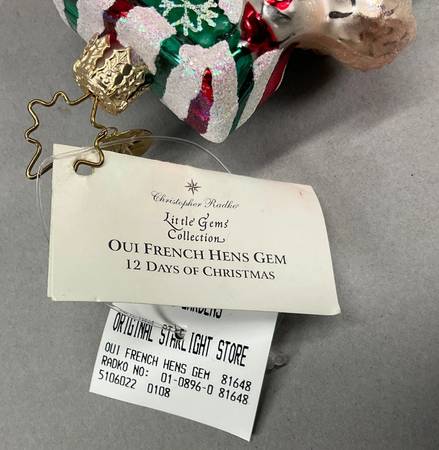 Christopher Radko
Little Gems
Collection
OUI FRENCH HENS GEM
12 DAYS OF CHRISTMAS
ORIGINAL STARLIGHT STORE
OUI FRENCH HENS GEM 81648
RADKO NO: 01-0896-0 81648
5106022 0108